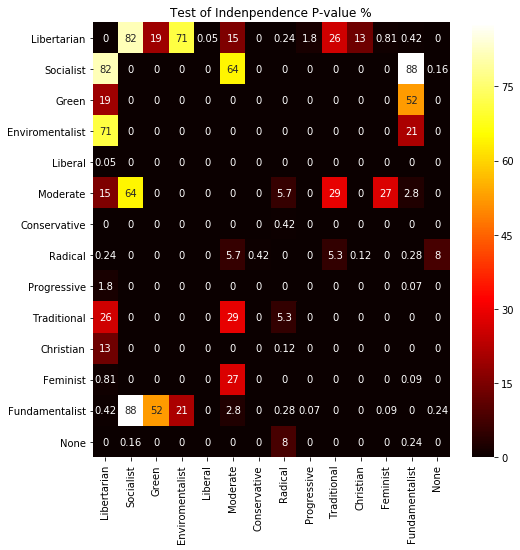 Test of Indenpendence P-value %
Libertarian 0 82 19 71 0.05 15 0 0.24 1.8 26 13 0.81 0.42 0
Socialist 82 0 0 0 0 64 0 0 0 0 0 0 88 0.16
Green 19 0 0 0 0 0 0 0 0 0 0 0 52 0
Enviromentalist 71 0 0 0 0 0 0 0 0 0 0 0 21 0
Liberal 0.05 0 0 0 0 0 0 0 0 0 0 0 0 0
Moderate 15 64 0 0 0 0 0 5.7 0 29 0 27 2.8 0
Conservative 0 0 0 0 0 0 0 0.42 0 0 0 0 0 0
Radical 0.24 0 0 0 0 5.7 0.42 0 0 5.3 0.12 0 0.28 8
Progressive 1.8 0 0 0 0 0 0 0 0 0 0 0 0.07 0
Traditional 26 0 0 0 0 29 0 5.3 0 0 0 0 0 0
Christian 13 0 0 0 0 0 0 0.12 0 0 0 0 0 0
Feminist 0.81 0 0 0 0 27 0 0 0 0 0 0 0.09 0
Fundamentalist 0.42 88 52 21 0 2.8 0 0.28 0.07 0 0 0.09 0 0.24
None 0 0.16 0 0 0 0 0 8 0 0 0 0 0.24 0
Libertarian
Socialist
Green
Enviromentalist
Liberal
Moderate
Conservative
Radical
Progressive
Traditional
Christian
Feminist
Fundamentalist
None
75
60
45
30
15
0